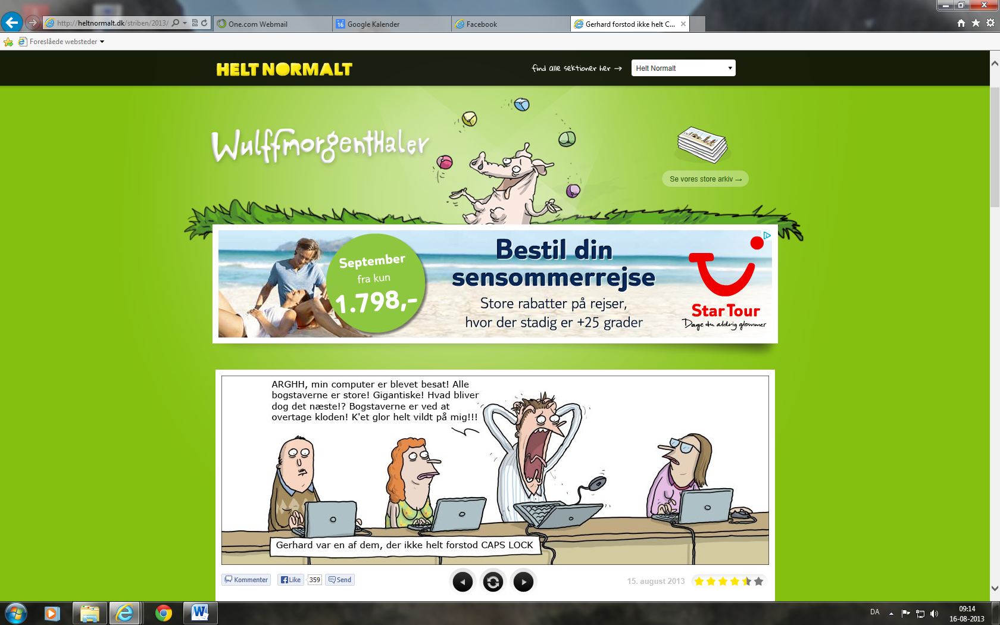 http://heltnormalt.dk/striben/2013/
One.com Webmail
16 Google Kalender
Facebook
Gerhard forstod ikke helt C...
Foreslåede websteder
HELT NORMALT
find alle sektioner her →
Helt Normalt
Wulffmorgenthaler
Se vores store arkiv →
September
fra kun
1.798,-
Bestil din
sensommerrejse
Store rabatter på rejser,
hvor der stadig er +25 grader
Star Tour
Dage du aldrig glemmer
ARGHH, min computer er blevet besat! Alle
bogstaverne er store! Gigantiske! Hvad bliver
dog det næste!? Bogstaverne er ved at
overtage kloden! K'et glor helt vildt på mig!!!
Gerhard var en af dem, der ikke helt forstod CAPS LOCK
Kommenter
Like
359
Send
15. august 2013
DA
09:14
16-08-2013